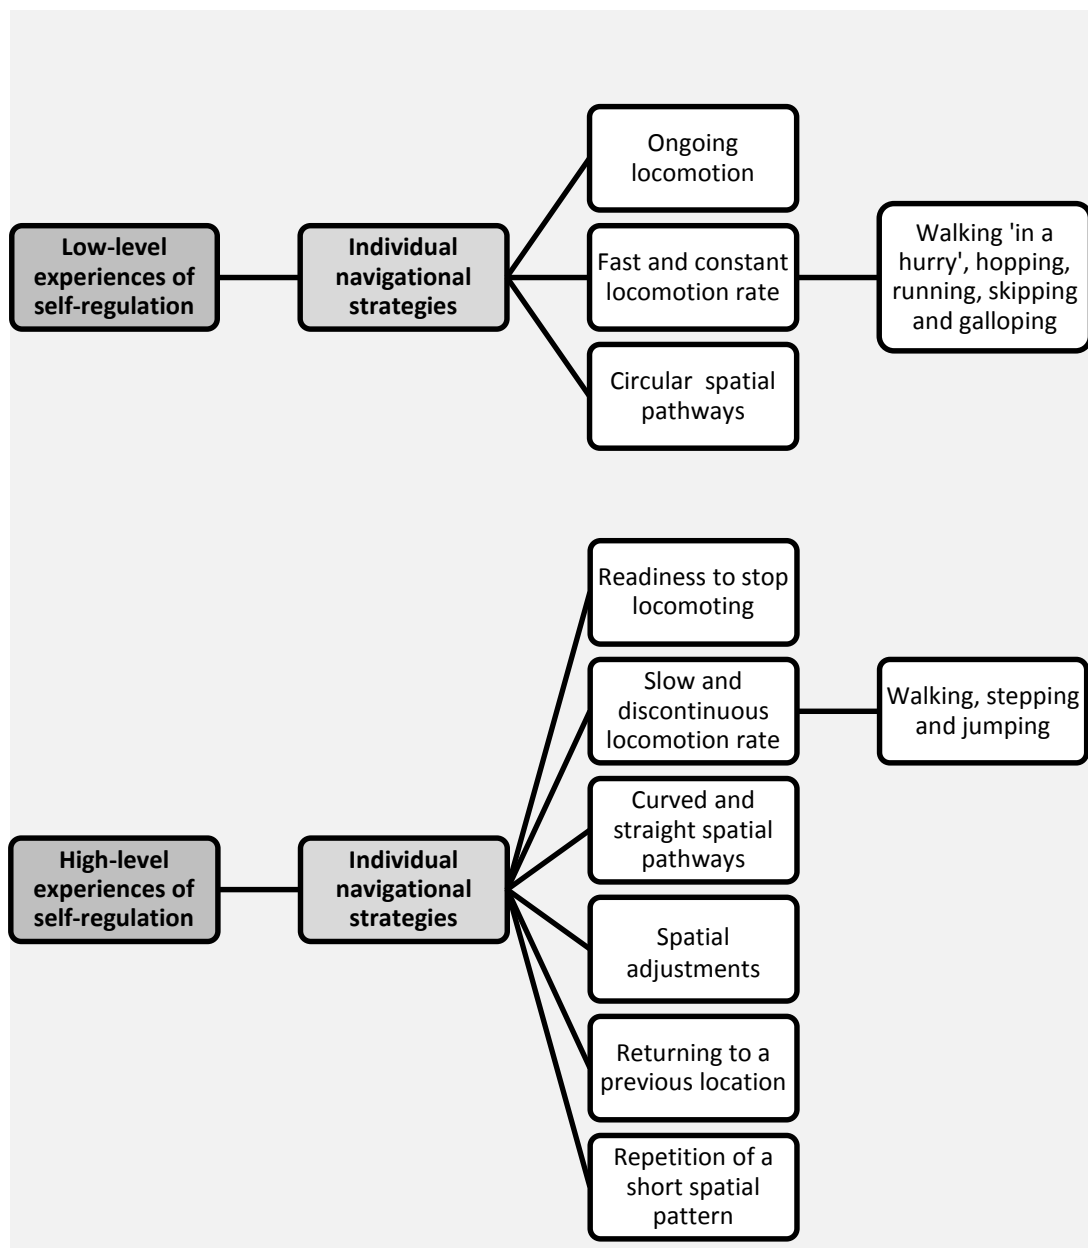 Low-level
experiences of
self-regulation
Individual
navigational
strategies
Ongoing
locomotion
Fast and constant
locomotion rate
Circular spatial
pathways
Walking 'in a
hurry', hopping,
running, skipping
and galloping
High-level
experiences of
self-regulation
Individual
navigational
strategies
Readiness to stop
locomoting
Slow and
discontinuous
locomotion rate
Walking, stepping
and jumping
Curved and
straight spatial
pathways
Spatial
adjustments
Returning to a
previous location
Repetition of a
short spatial
pattern